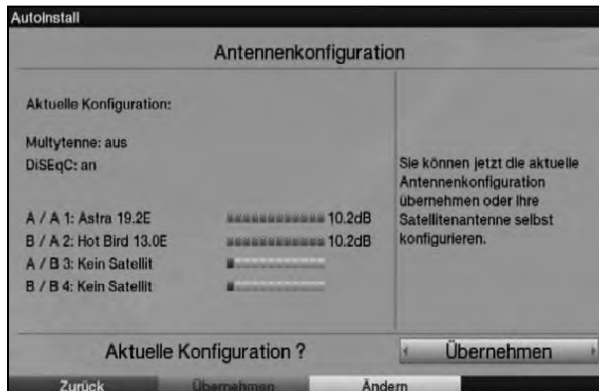 Autoinstall
Antennenkonfiguration
Aktuelle Konfiguration:
Multytenne: aus
DiSEqC: an
A / A 1: Astra 19.2E 10.2dB
B / A 2: Hot Bird 13.0E 10.2dB
A / B 3: Kein Satellit
B / B 4: Kein Satellit
Sie können jetzt die aktuelle
Antennenkonfiguration
übernehmen oder Ihre
Satellitenantenne selbst
konfigurieren.
Aktuelle Konfiguration ?
Übernehmen
Zurück Übernehmen Ändern